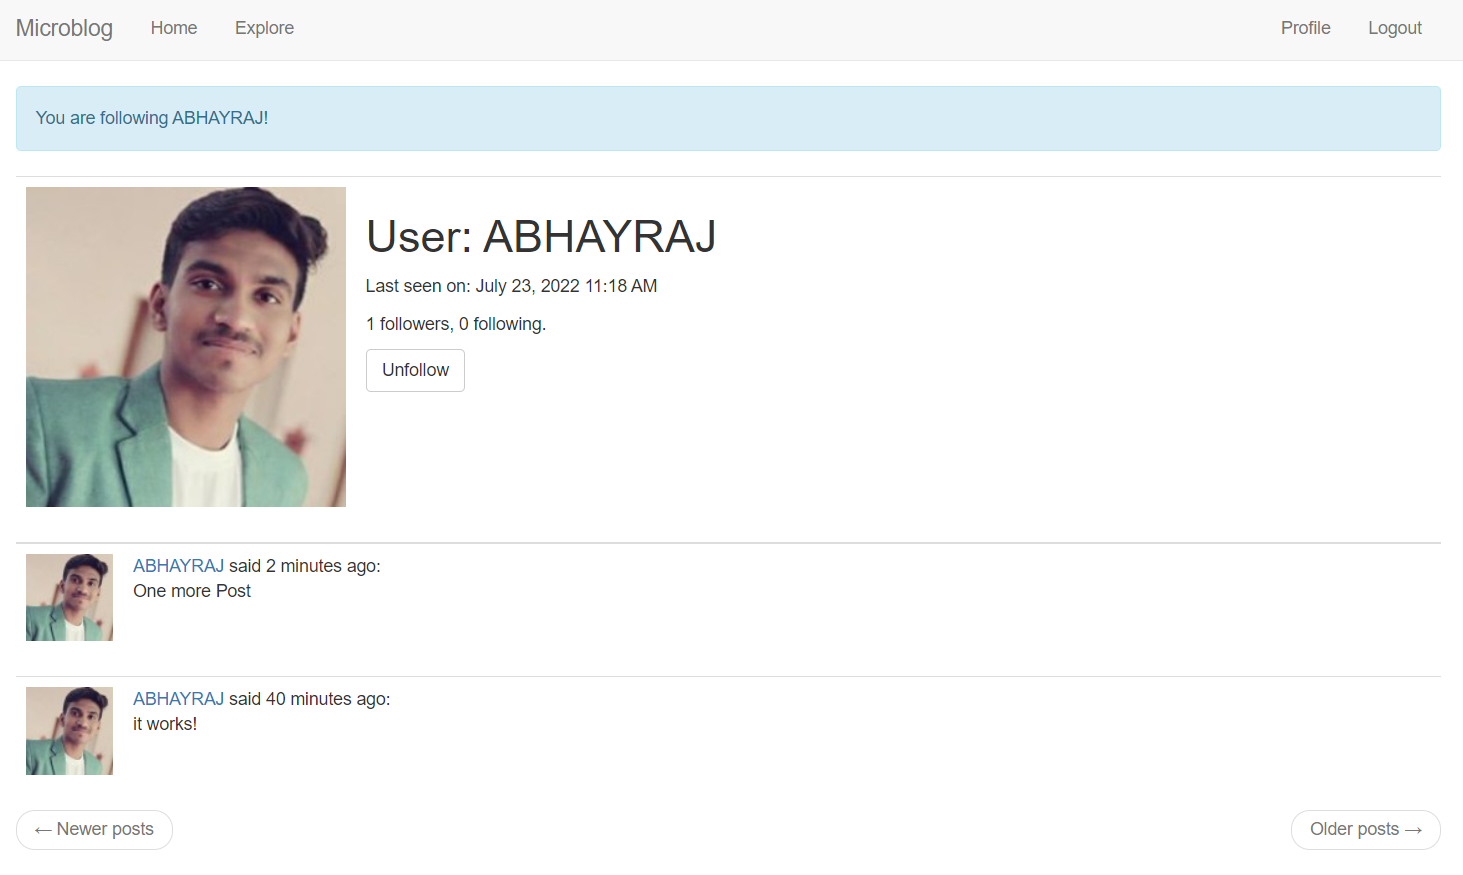 Microblog Home Explore Profile Logout
You are following ABHAYRAJ!
User: ABHAYRAJ
Last seen on: July 23, 2022 11:18 AM
1 followers, 0 following.
Unfollow
ABHAYRAJ said 2 minutes ago:
One more Post
ABHAYRAJ said 40 minutes ago:
it works!
← Newer posts Older posts →